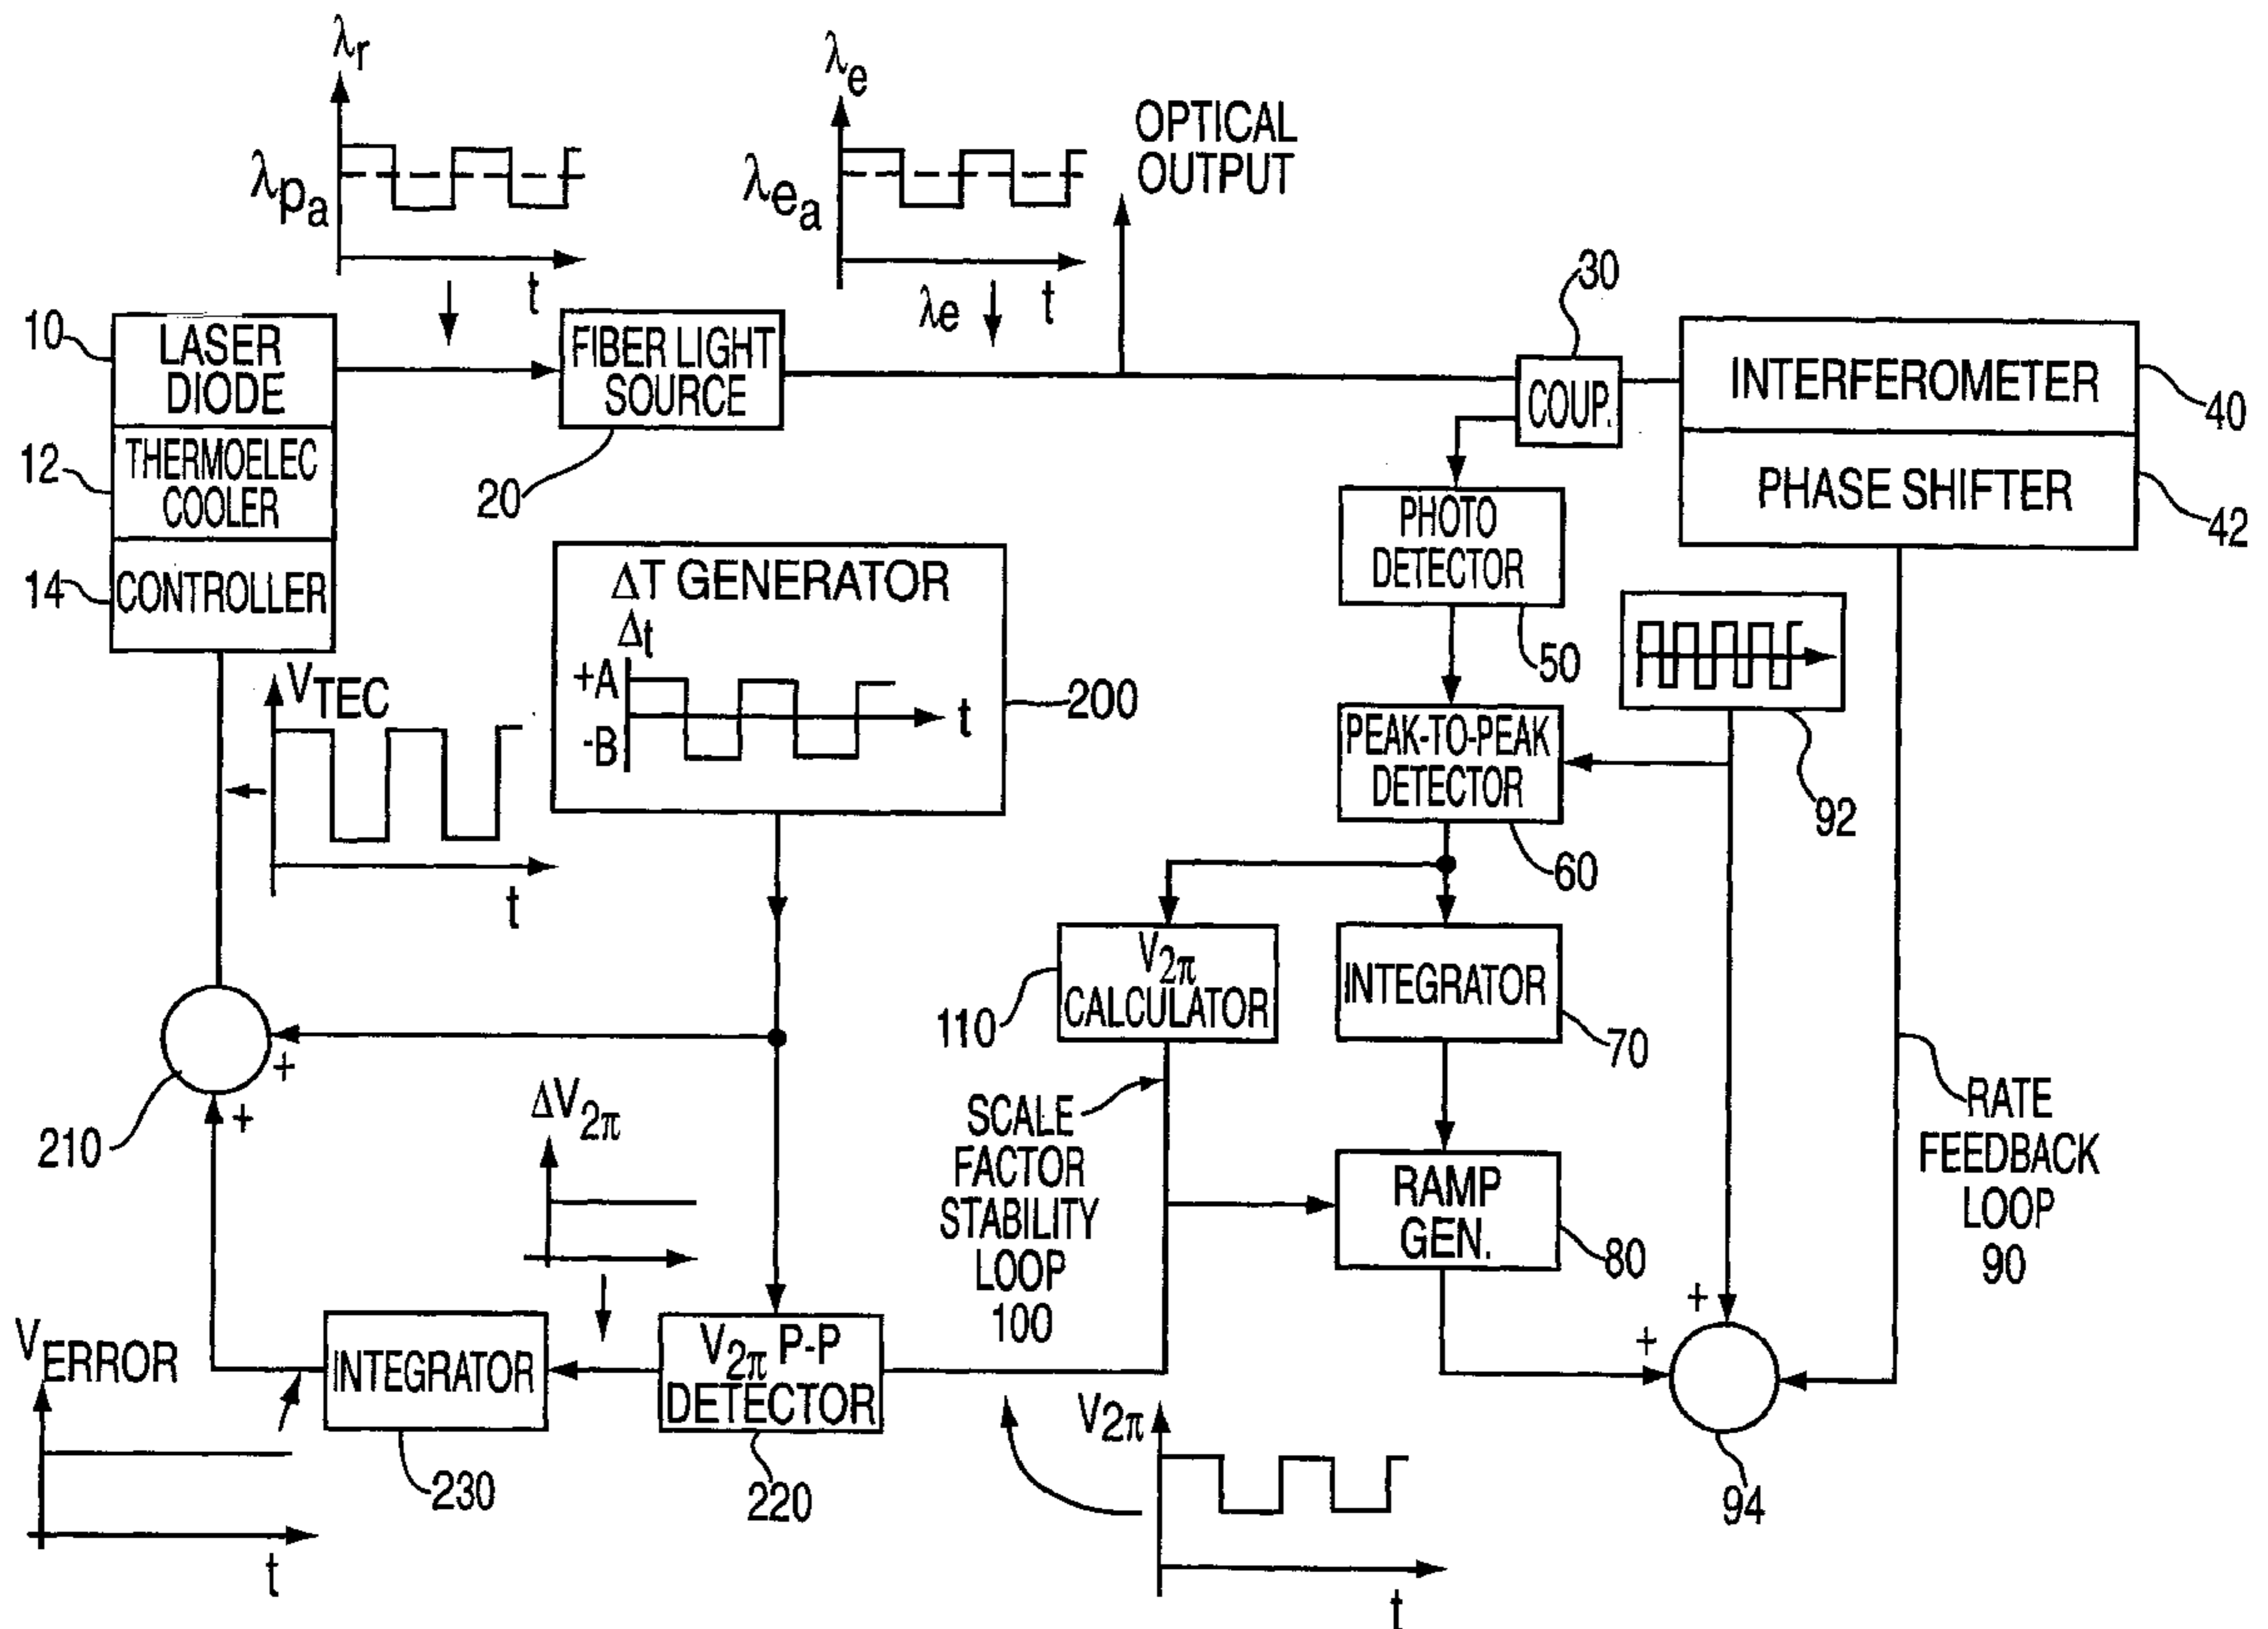 λr
λpa
t
λe
λea
λe
t
OPTICAL
OUTPUT
10
LASER
DIODE
12
THERMOELEC
COOLER
14
CONTROLLER
FIBER LIGHT
SOURCE
20
30
COUP.
INTERFEROMETER
40
PHASE SHIFTER
42
PHOTO
DETECTOR
50
ΔT GENERATOR
Δt
+A
-B
t
200
VTEC
t
PEAK-TO-PEAK
DETECTOR
60
92
V2π
CALCULATOR
110
INTEGRATOR
70
210
+
+
ΔV2π
SCALE
FACTOR
STABILITY
LOOP
100
RAMP
GEN.
80
RATE
FEEDBACK
LOOP
90
+
+
94
VERROR
t
INTEGRATOR
230
V2π P-P
DETECTOR
220
V2π
t